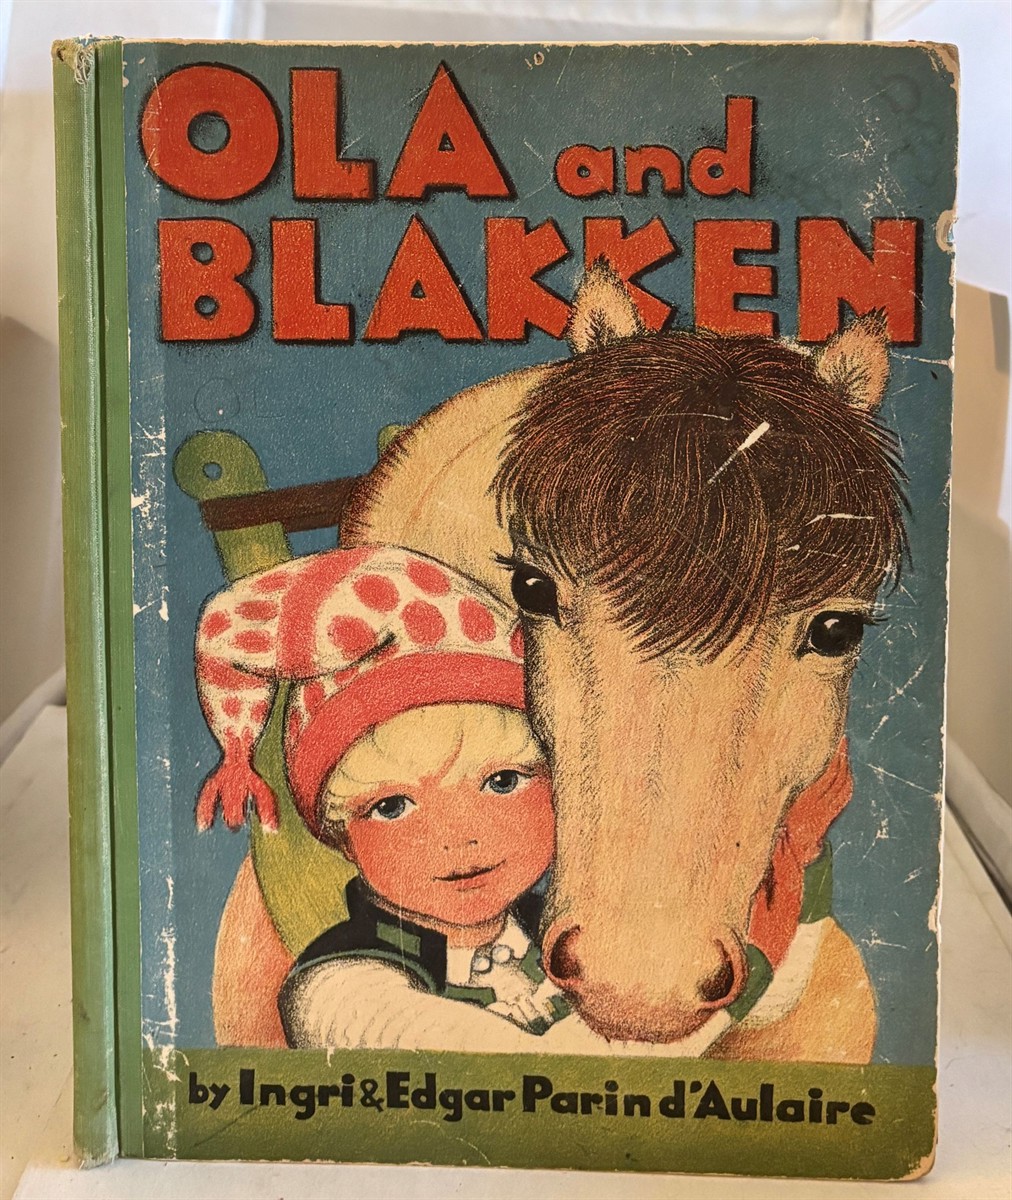 OLA and
BLAKKEN
by Ingri & Edgar Parin d'Aulaire